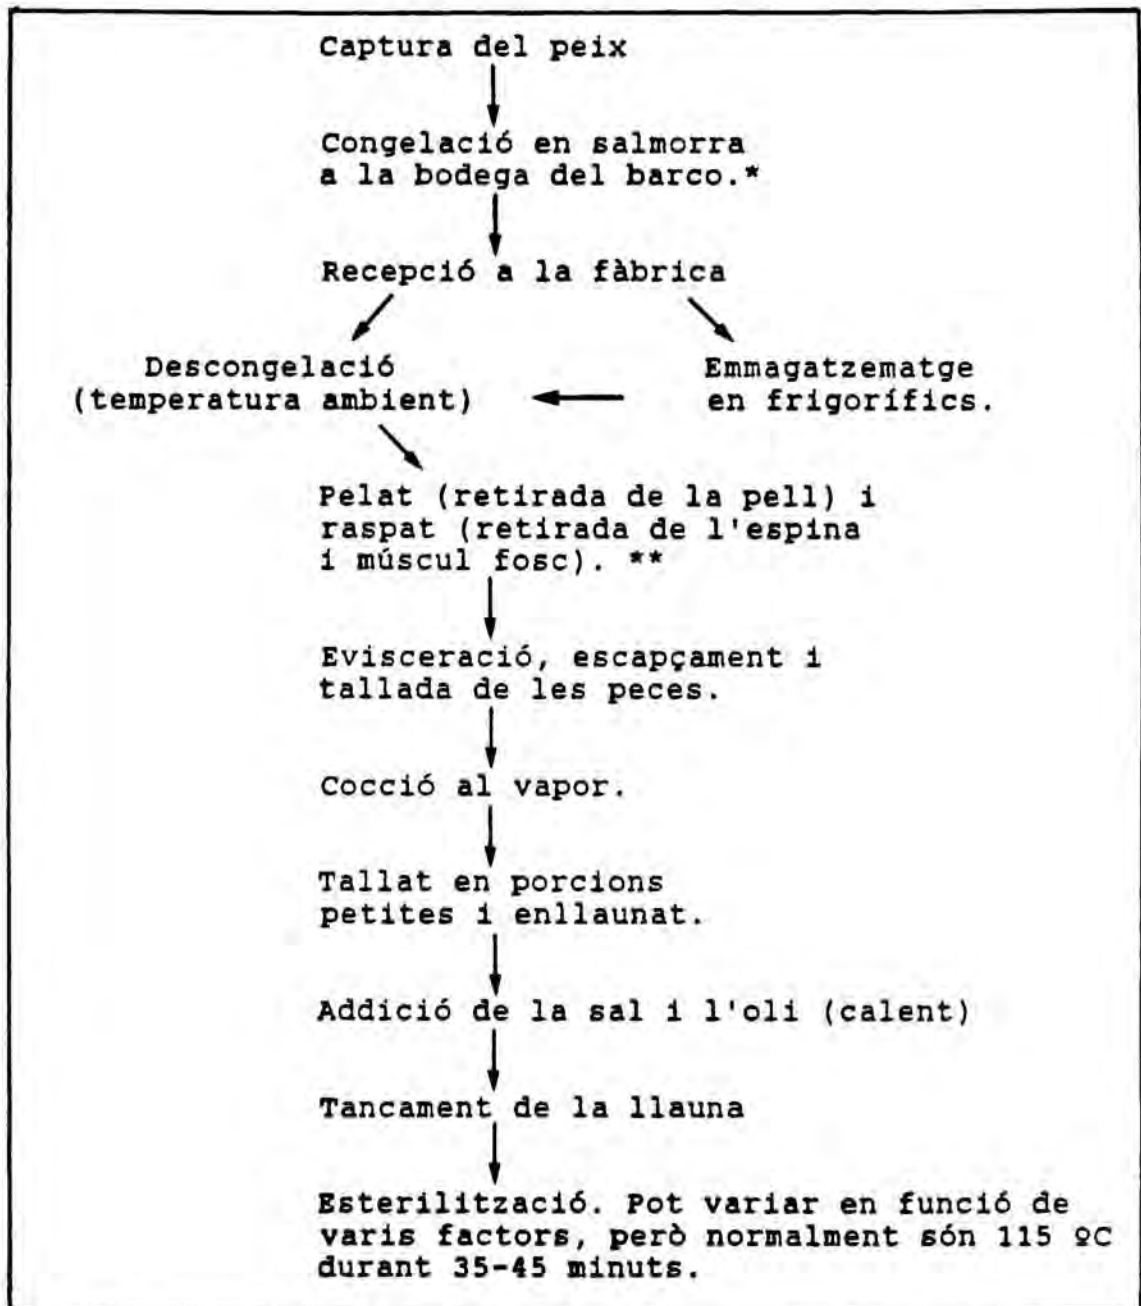 Captura del peix
Congelació en salmorra
a la bodega del barco.*
Recepció a la fàbrica
Descongelació
(temperatura ambient)
Emmagatzematge
en frigorífics.
Pelat (retirada de la pell) i
raspat (retirada de l'espina
i múscul fosc). **
Evisceració, escapçament i
tallada de les peces.
Cocció al vapor.
Tallat en porcions
petites i enllaunat.
Addició de la sal i l'oli (calent)
Tancament de la llauna
Esterilització. Pot variar en funció de
varis factors, però normalment són 115 ºC
durant 35-45 minuts.